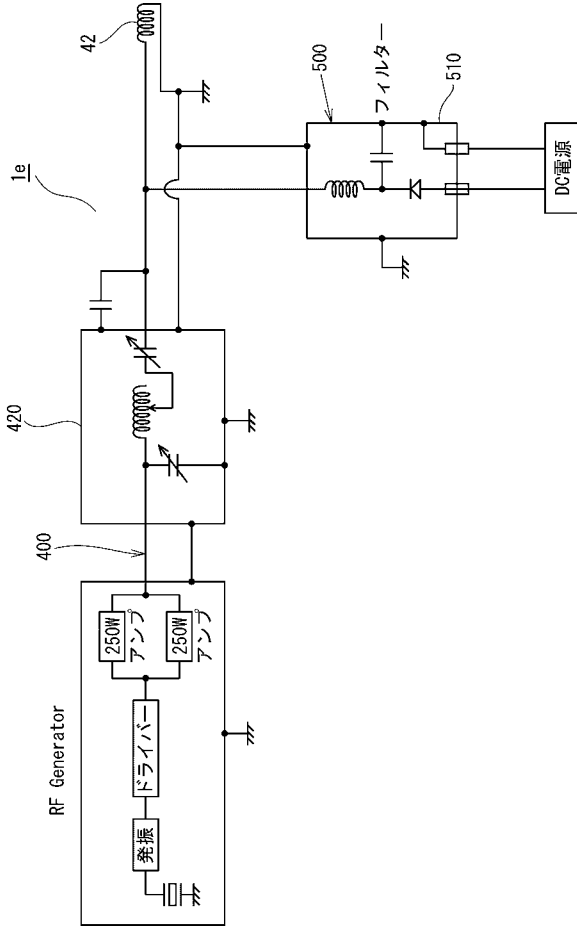 1e
RF Generator
発振
ドライバー
250W
アンプ
250W
アンプ
400
420
42
500
フィルター
510
DC電源